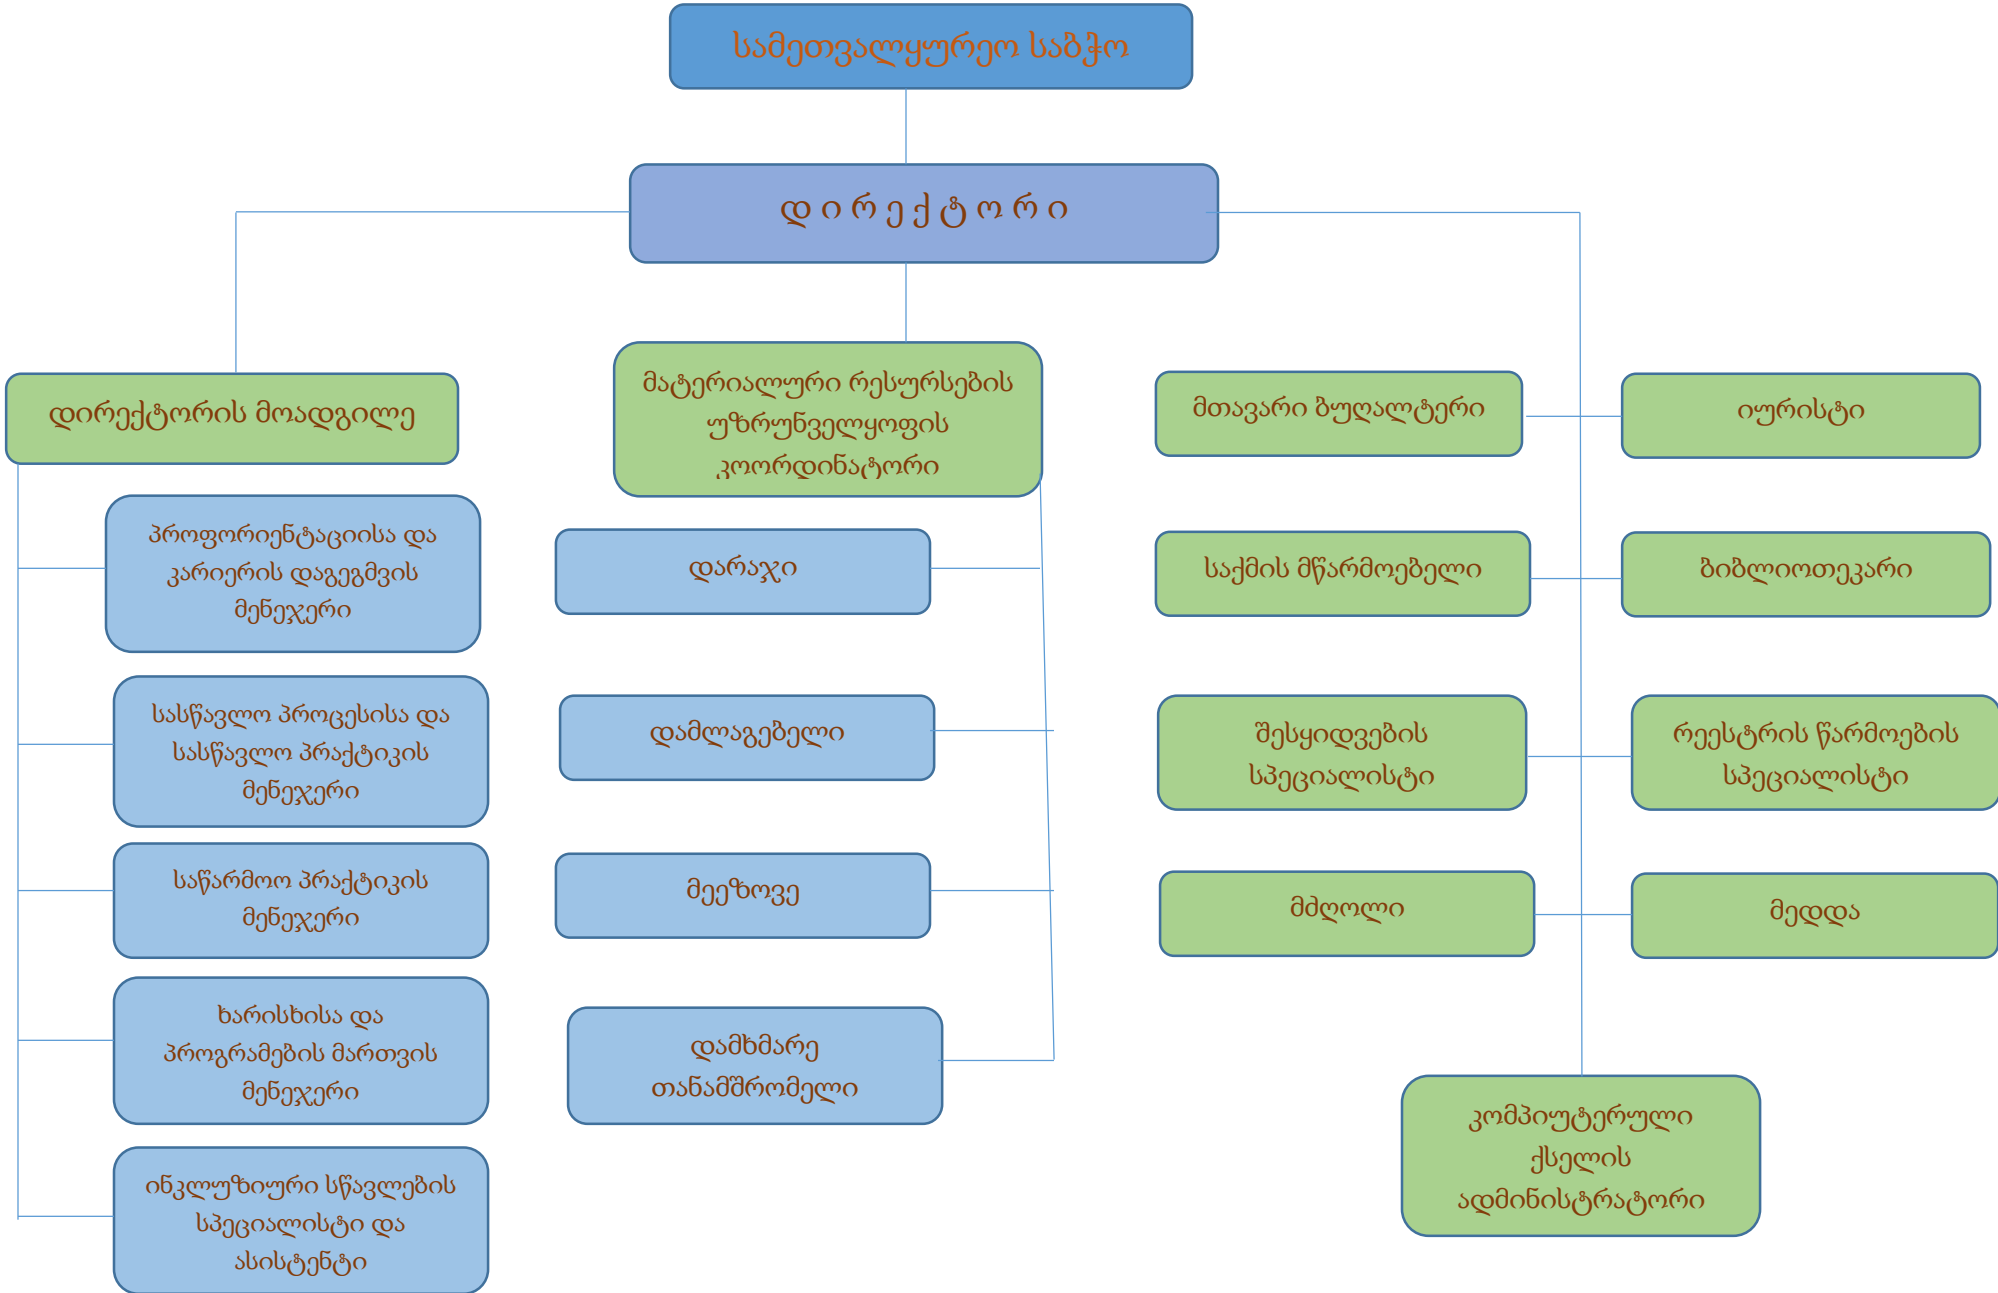 სამეთვალყურეო საბჭო
დ ი რ ე ქ ტ ო რ ი
დირექტორის მოადგილე
პროფორიენტაციისა და
კარიერის დაგეგმვის
მენეჯერი
სასწავლო პროცესისა და
სასწავლო პრაქტიკის
მენეჯერი
საწარმოო პრაქტიკის
მენეჯერი
ხარისხისა და
პროგრამების მართვის
მენეჯერი
ინკლუზიური სწავლების
სპეციალისტი და
ასისტენტი
მატერიალური რესურსების
უზრუნველყოფის
კოორდინატორი
დარაჯი
დამლაგებელი
მეეზოვე
დამხმარე
თანამშრომელი
მთავარი ბუღალტერი
იურისტი
საქმის მწარმოებელი
ბიბლიოთეკარი
შესყიდვების
სპეციალისტი
რეესტრის წარმოების
სპეციალისტი
მძღოლი
მედდა
კომპიუტერული
ქსელის
ადმინისტრატორი